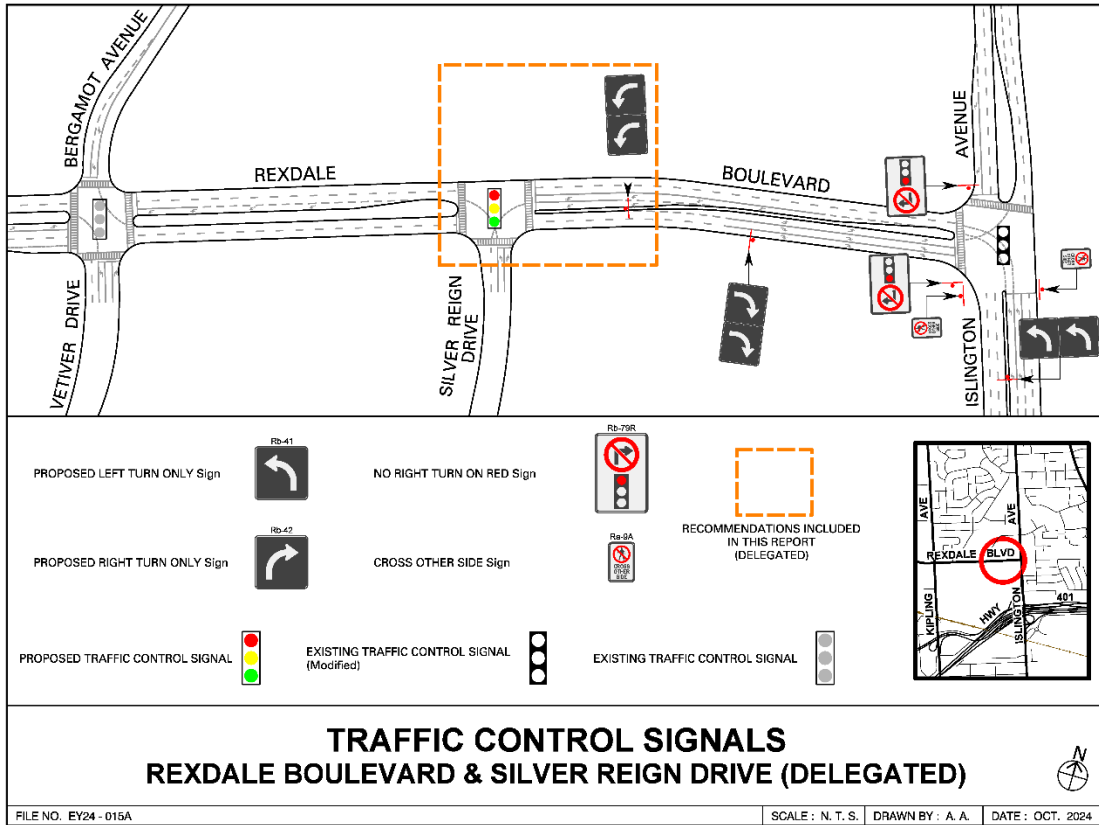 BERGAMOT AVENUE
REXDALE
BOULEVARD
AVENUE
VETIVER DRIVE
SILVER REIGN
DRIVE
ISLINGTON
PROPOSED LEFT TURN ONLY Sign
Rb-41
NO RIGHT TURN ON RED Sign
Rb-79R
RECOMMENDATIONS INCLUDED
IN THIS REPORT
(DELEGATED)
PROPOSED RIGHT TURN ONLY Sign
Rb-42
CROSS OTHER SIDE Sign
Ra-9A
CROSS
OTHER
SIDE
PROPOSED TRAFFIC CONTROL SIGNAL
EXISTING TRAFFIC CONTROL SIGNAL
(Modified)
EXISTING TRAFFIC CONTROL SIGNAL
AVE
AVE
REXDALE BLVD
KIPLING
HWY
ISLINGTON
401
TRAFFIC CONTROL SIGNALS
REXDALE BOULEVARD & SILVER REIGN DRIVE (DELEGATED)
N
FILE NO. EY24 - 015A
SCALE : N. T. S.
DRAWN BY : A. A.
DATE : OCT. 2024